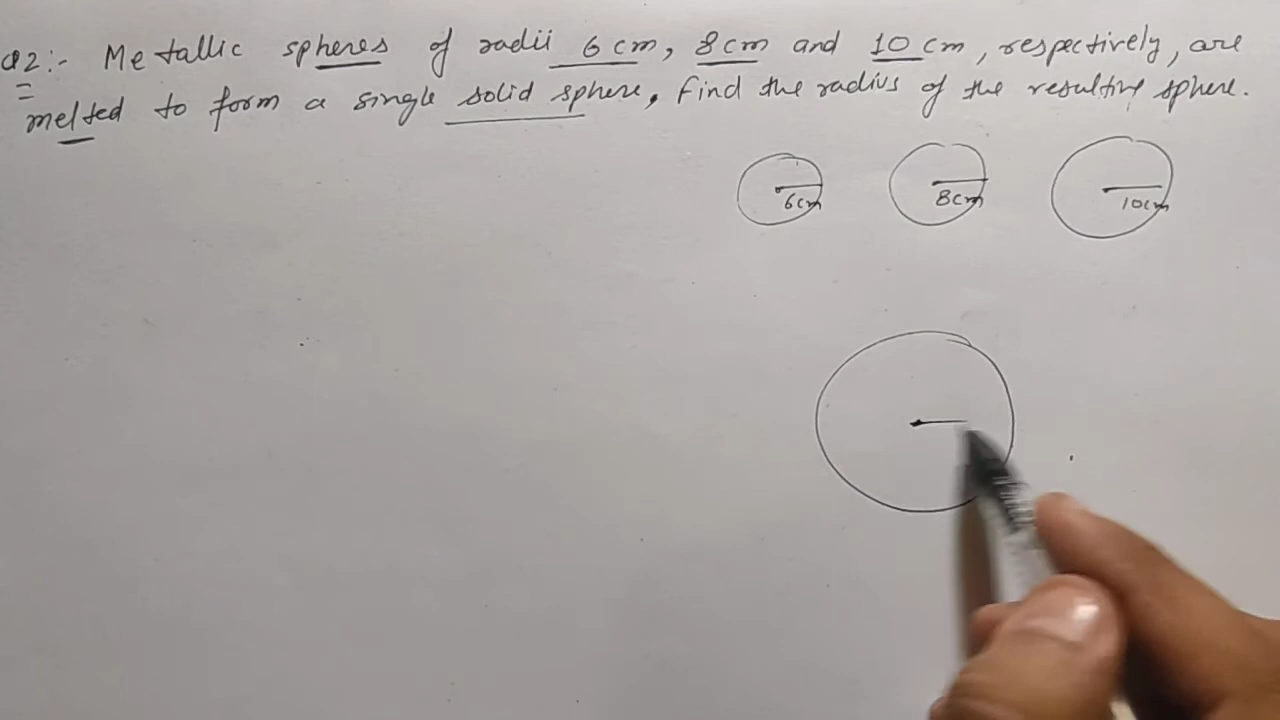 Q2:- Metallic spheres of radii 6 cm, 8 cm and 10 cm, respectively, are
melted to form a single solid sphere. Find the radius of the resulting sphere.
6cm 8cm 10cm